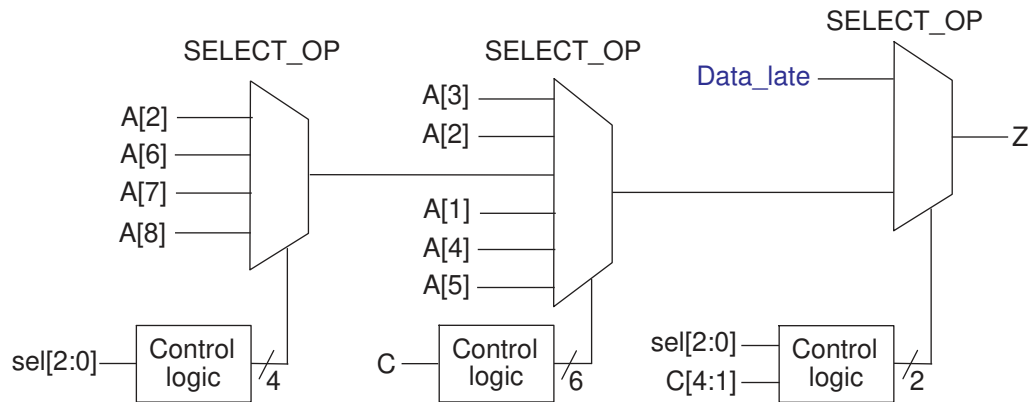 SELECT_OP
SELECT_OP
SELECT_OP
Data_late
A[2]
A[6]
A[7]
A[8]
A[3]
A[2]
A[1]
A[4]
A[5]
Z
sel[2:0]
Control
logic
4
C
Control
logic
6
sel[2:0]
C[4:1]
Control
logic
2